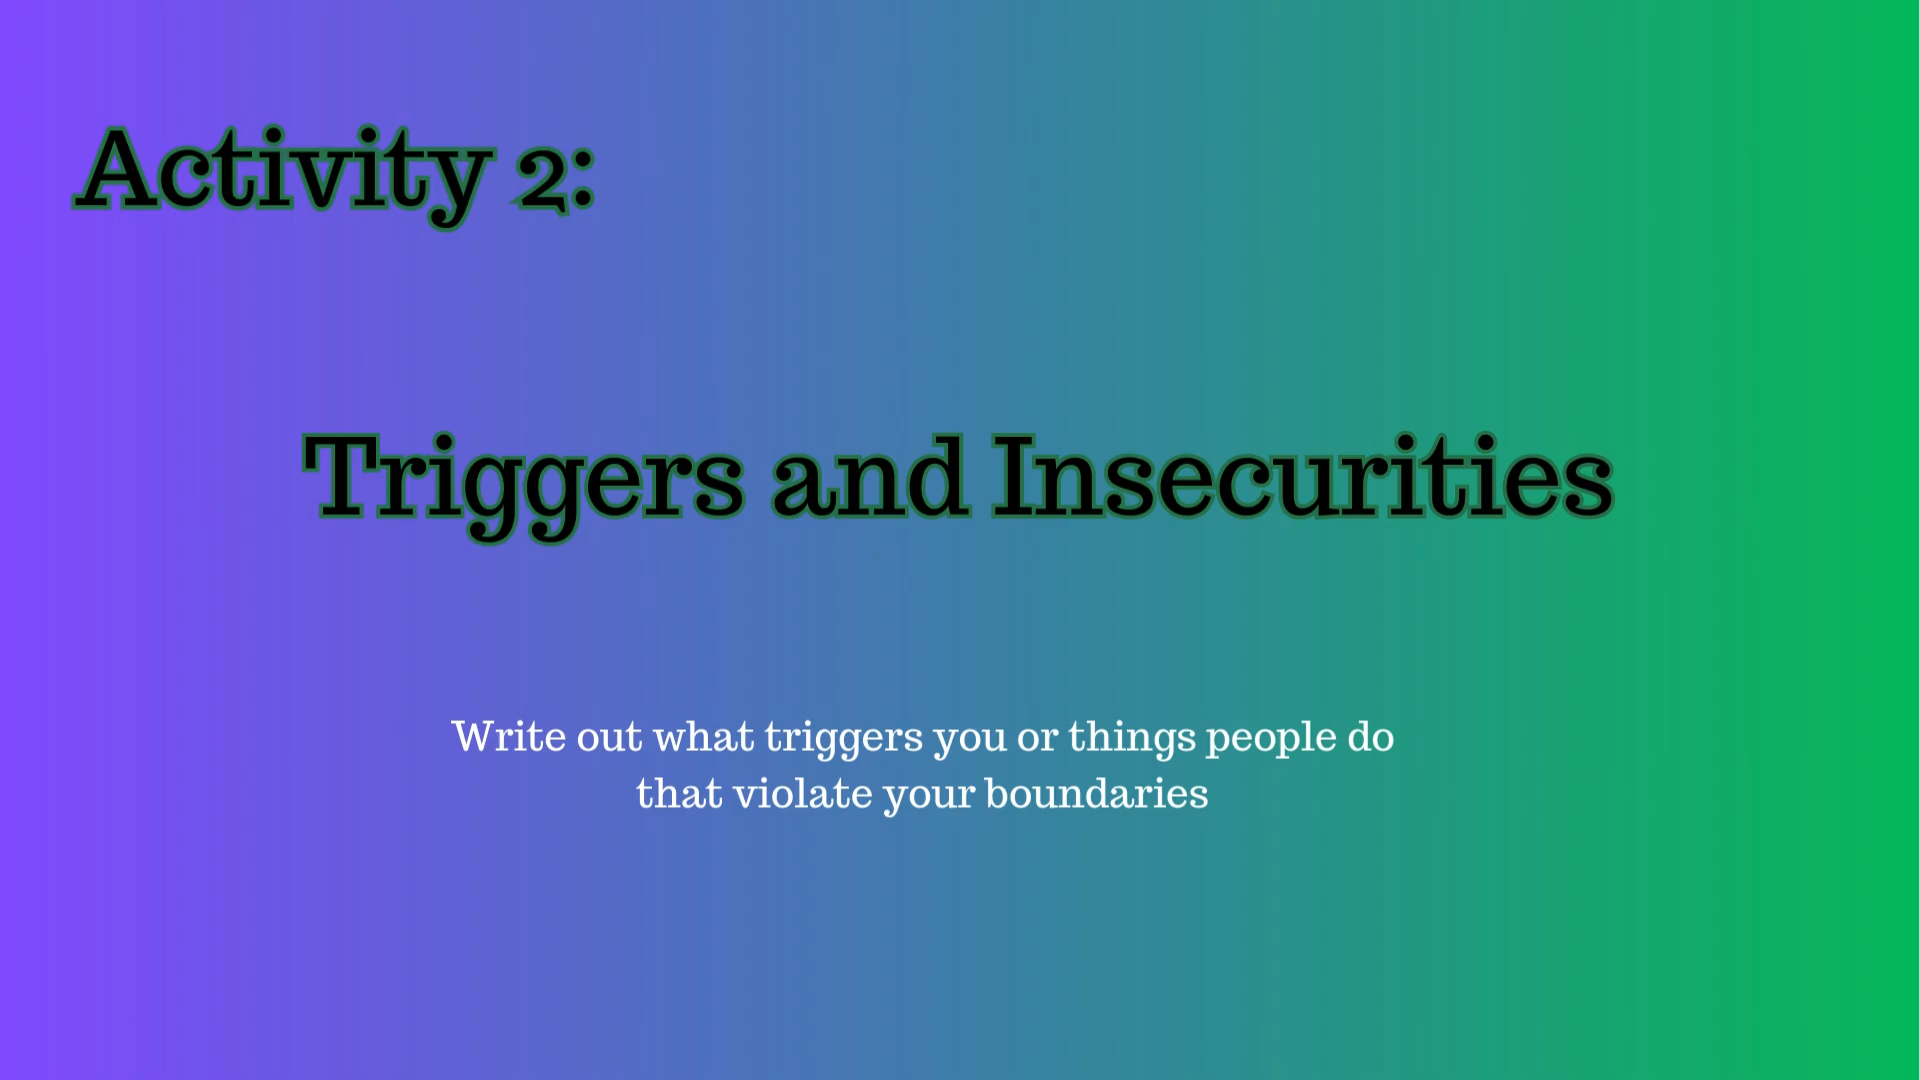 Activity 2:
Triggers and Insecurities
Write out what triggers you or things people do
that violate your boundaries